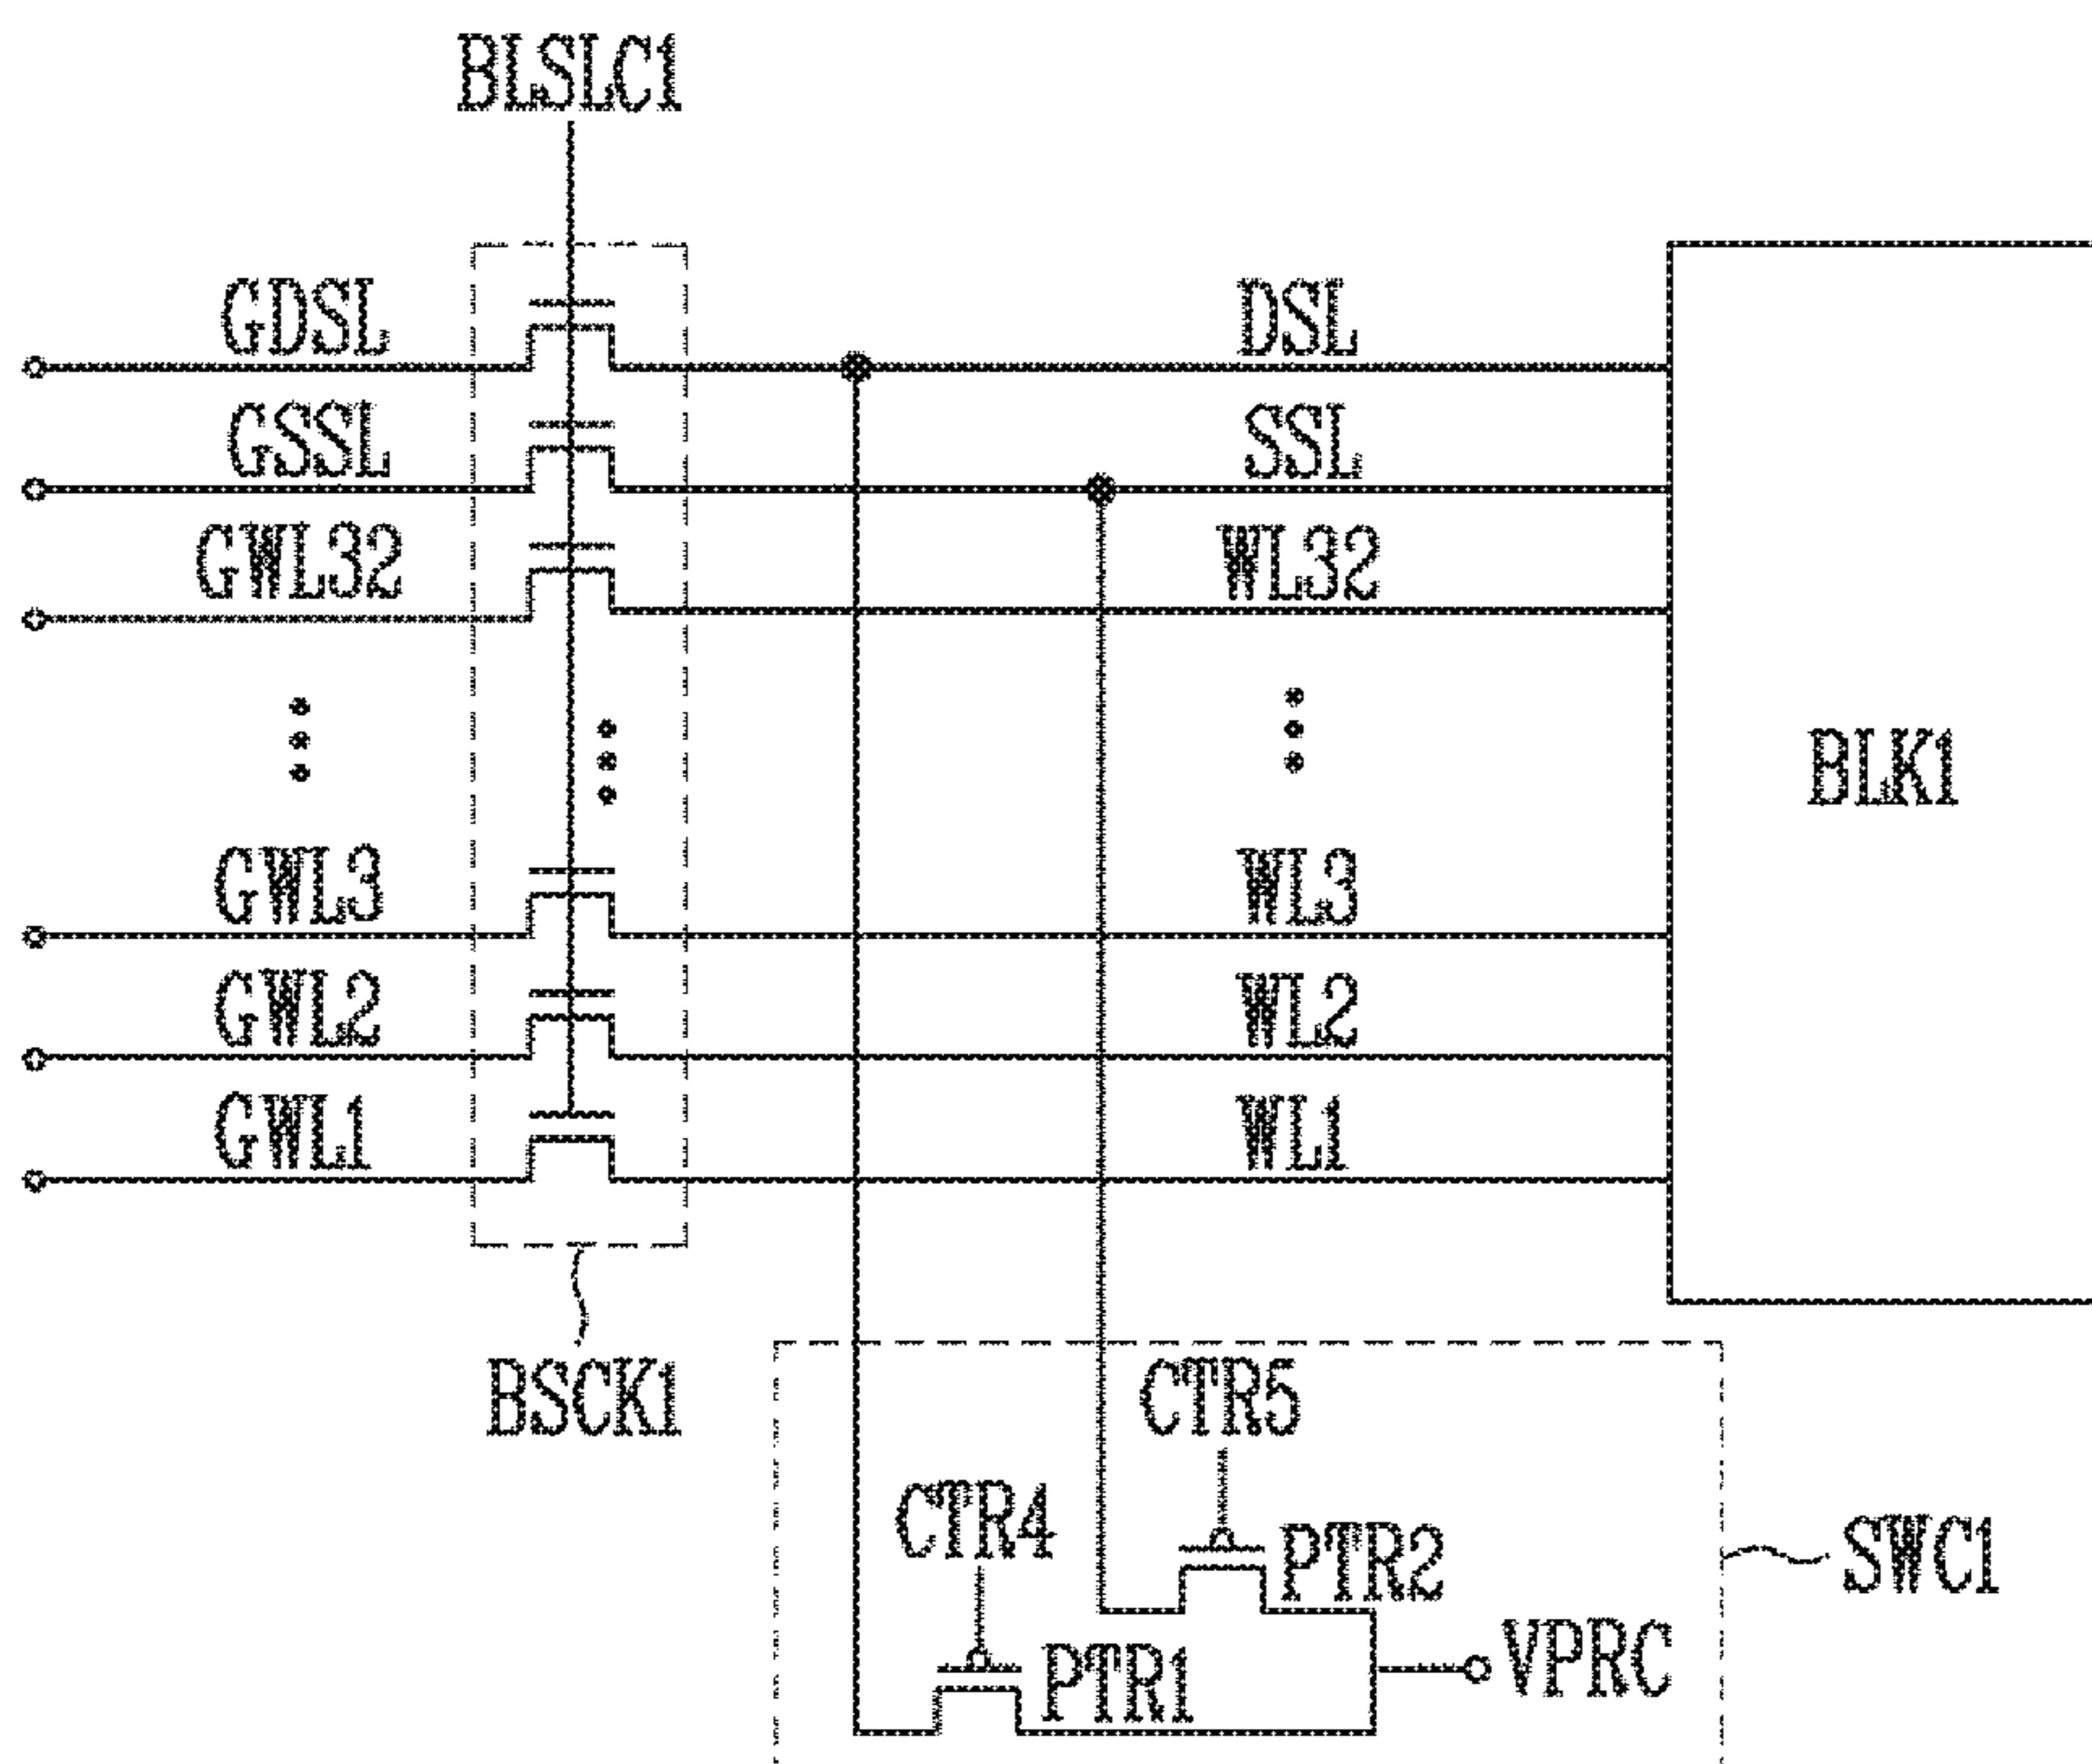 BLSLC1
GDSL
DSL
GSSL
SSL
GWL32
WL32
BLK1
GWL3
WL3
GWL2
WL2
GWL1
WL1
BSCK1
CTR5
CTR4
PTR2
SWC1
PTR1
VPRC